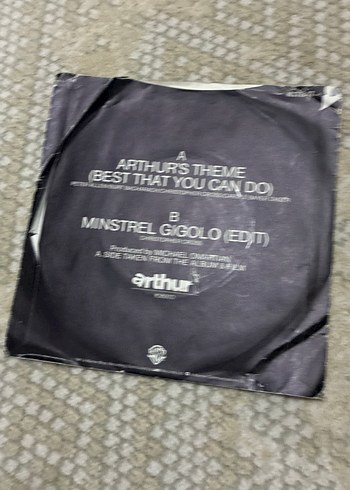 A
ARTHUR'S THEME
(BEST THAT YOU CAN DO)
B
MINSTREL GIGOLO (EDIT)
CHRISTOPHER CROSS
Produced by MICHAEL OMARTIAN
A SIDE TAKEN FROM THE ALBUM &
arthur